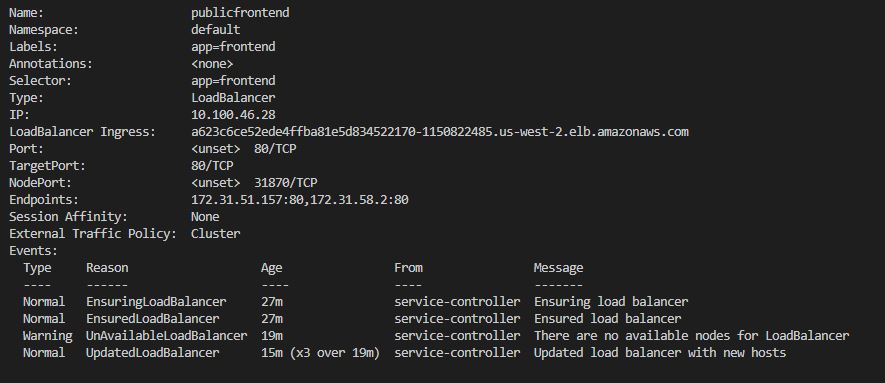 Name: publicfrontend
Namespace: default
Labels: app=frontend
Annotations: <none>
Selector: app=frontend
Type: LoadBalancer
IP: 10.100.46.28
LoadBalancer Ingress: a623c6ce52ede4ffba81e5d834522170-1150822485.us-west-2.elb.amazonaws.com
Port: <unset> 80/TCP
TargetPort: 80/TCP
NodePort: <unset> 31870/TCP
Endpoints: 172.31.51.157:80,172.31.58.2:80
Session Affinity: None
External Traffic Policy: Cluster
Events:
Type Reason Age From Message
---- ------ ---- ---- -------
Normal EnsuringLoadBalancer 27m service-controller Ensuring load balancer
Normal EnsuredLoadBalancer 27m service-controller Ensured load balancer
Warning UnAvailableLoadBalancer 19m service-controller There are no available nodes for LoadBalancer
Normal UpdatedLoadBalancer 15m (x3 over 19m) service-controller Updated load balancer with new hosts